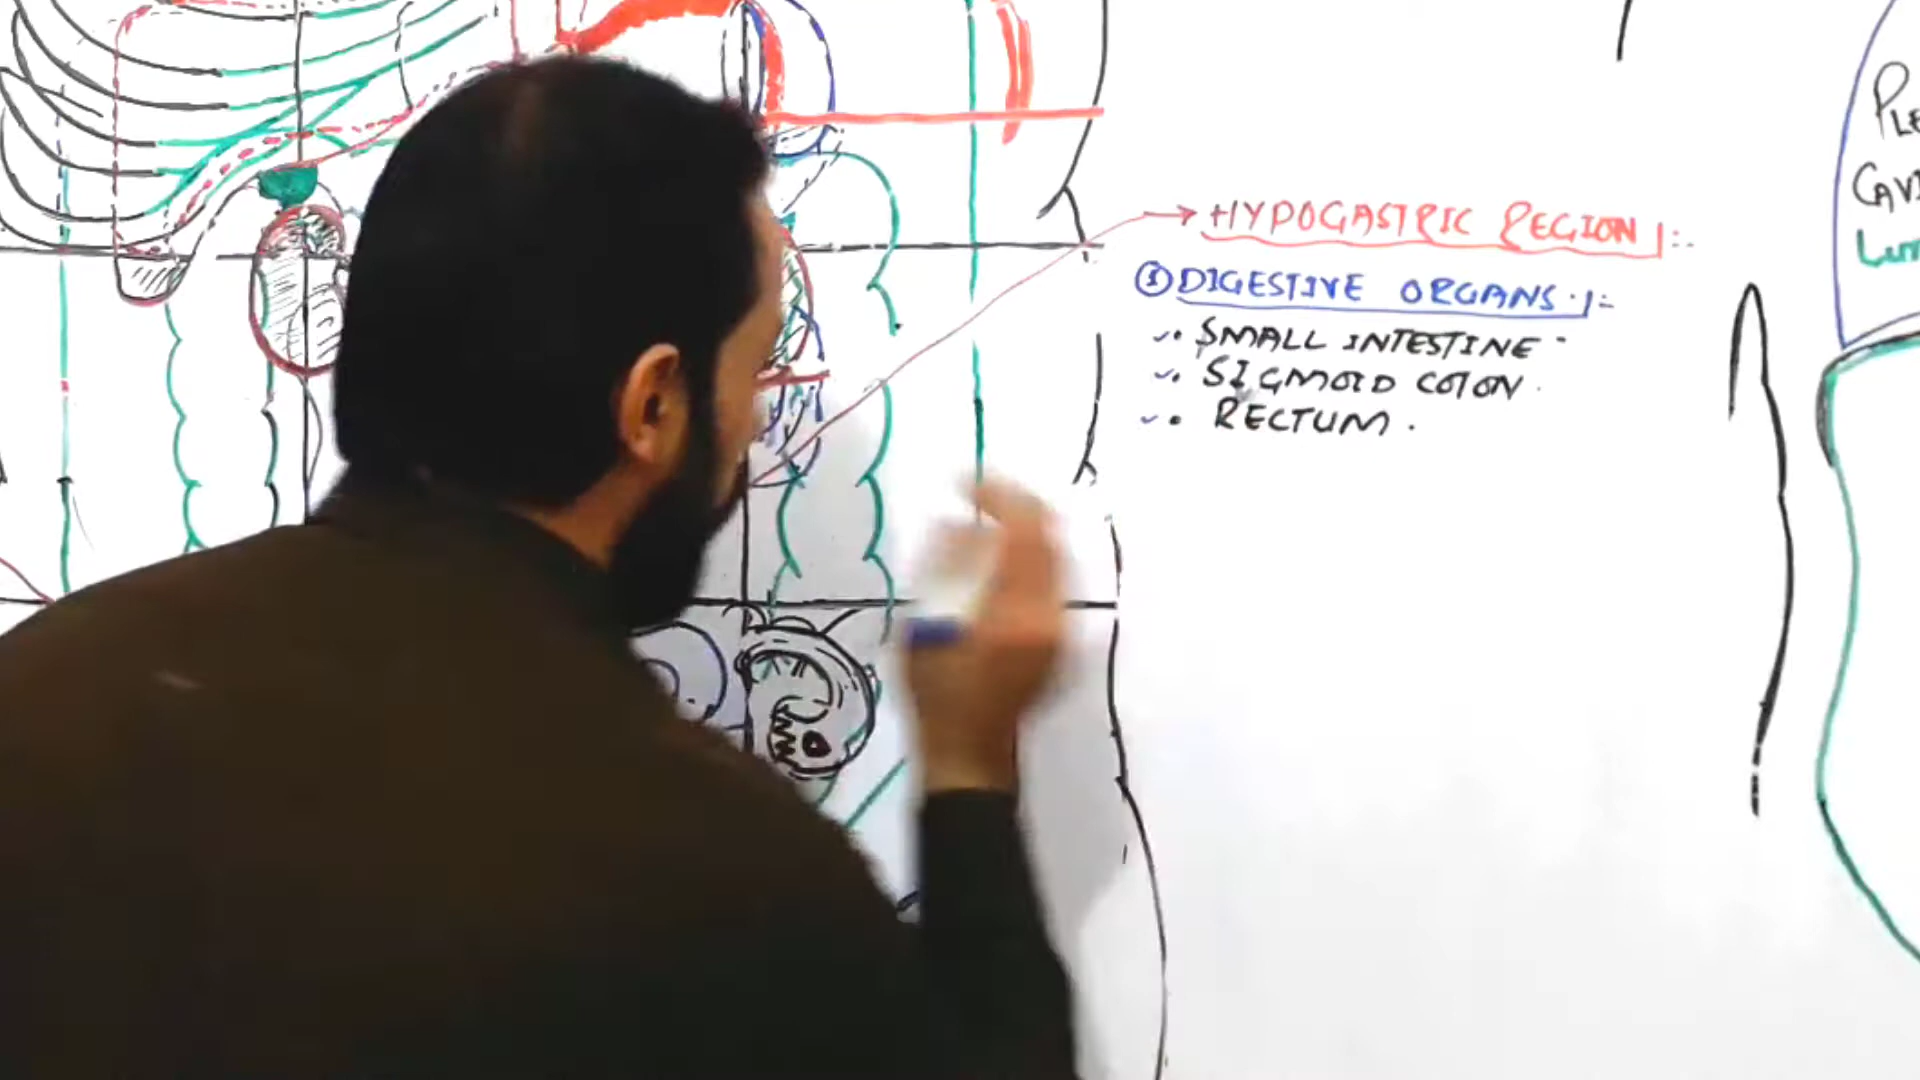 → HYPOGASTRIC REGION :-
① DIGESTIVE ORGANS :-
• SMALL INTESTINE
• SIGMOID COLON.
• RECTUM.